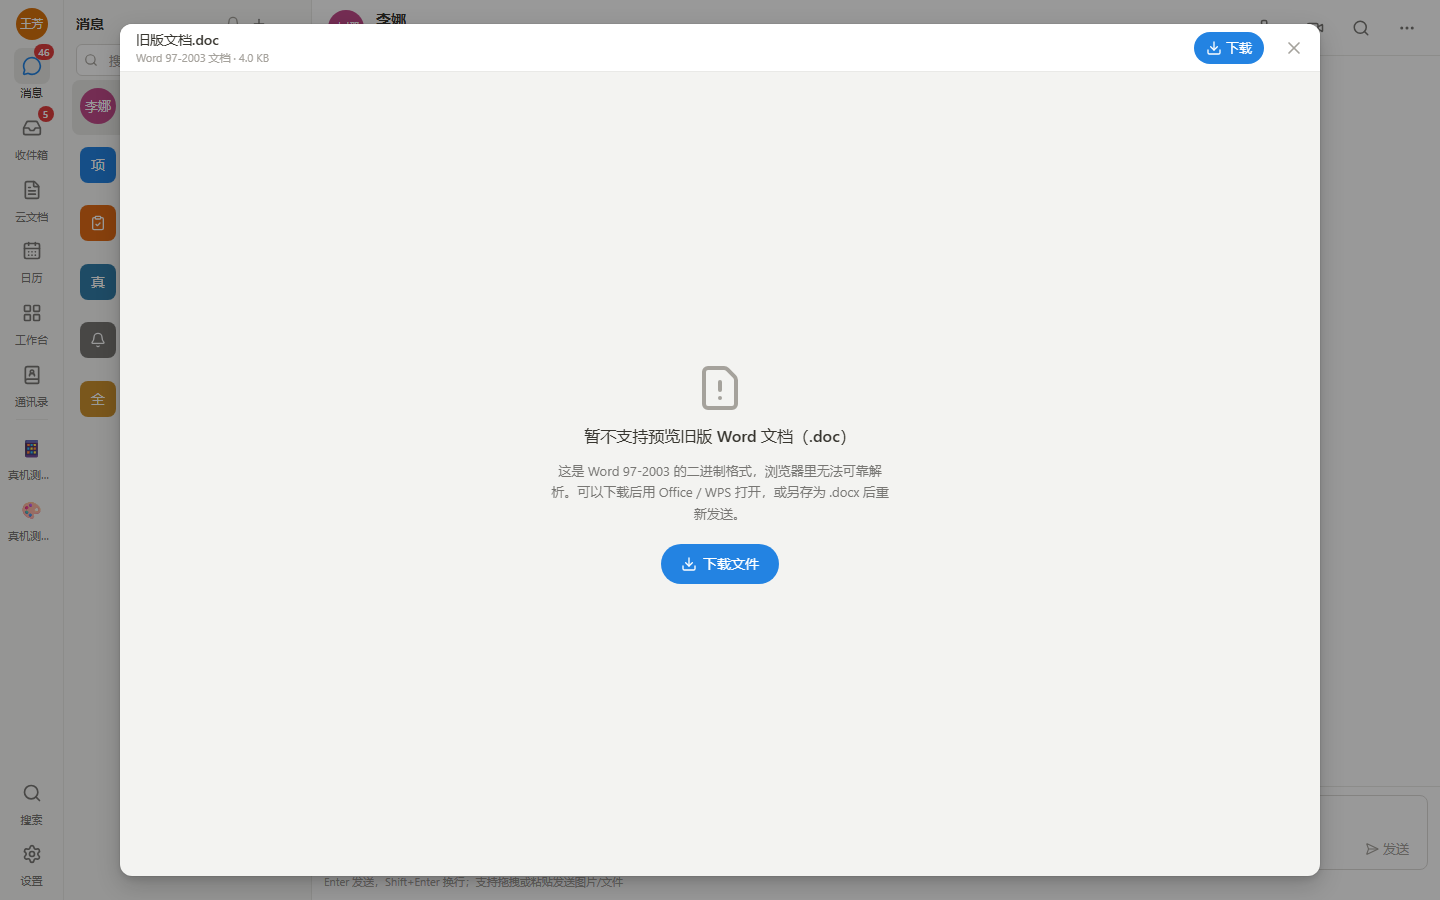 王芳
46
消息
5
收件箱
云文档
日历
工作台
通讯录
真机测...
真机测...
搜索
设置
消息
搜
李娜
项
真
全
李娜
旧版文档.doc
Word 97-2003 文档 · 4.0 KB
下载
暂不支持预览旧版 Word 文档（.doc）
这是 Word 97-2003 的二进制格式，浏览器里无法可靠解
析。可以下载后用 Office / WPS 打开，或另存为 .docx 后重
新发送。
下载文件
发送
Enter 发送，Shift+Enter 换行；支持拖拽或粘贴发送图片/文件